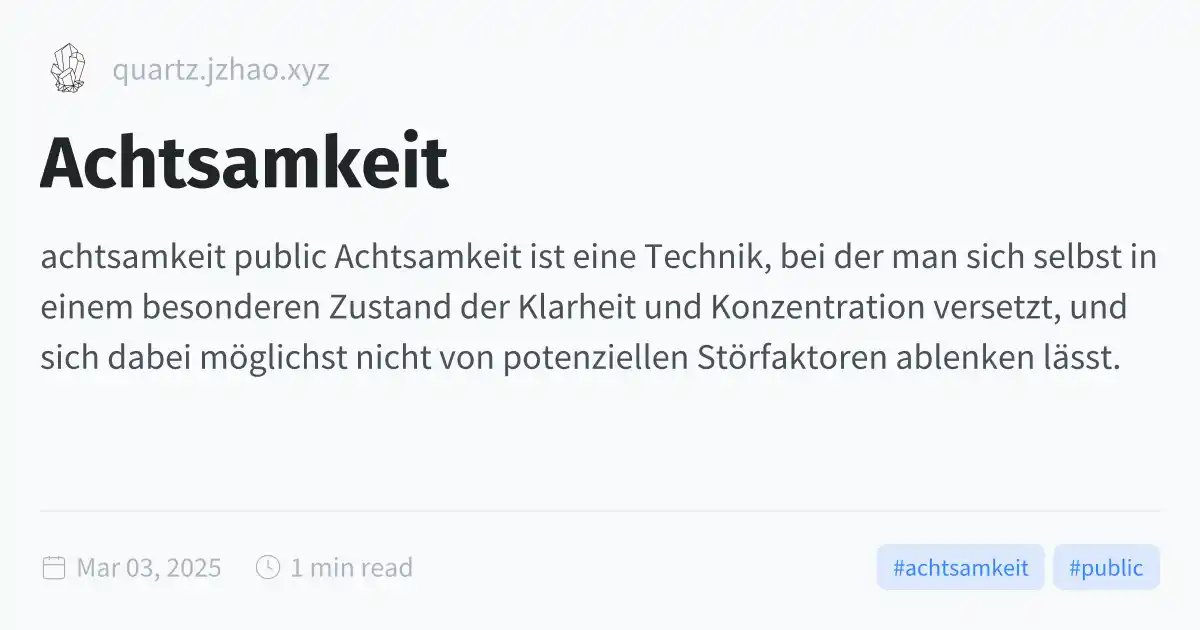 quartz.jzhao.xyz
Achtsamkeit
achtsamkeit public Achtsamkeit ist eine Technik, bei der man sich selbst in
einem besonderen Zustand der Klarheit und Konzentration versetzt, und
sich dabei möglichst nicht von potenziellen Störfaktoren ablenken lässt.
Mar 03, 2025 1 min read #achtsamkeit #public